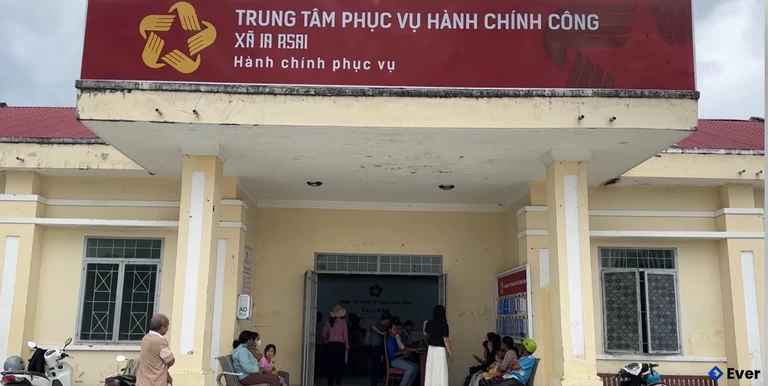 TRUNG TÂM PHỤC VỤ HÀNH CHÍNH CÔNG
XÃ IA RSAI
Hành chính phục vụ
Ever